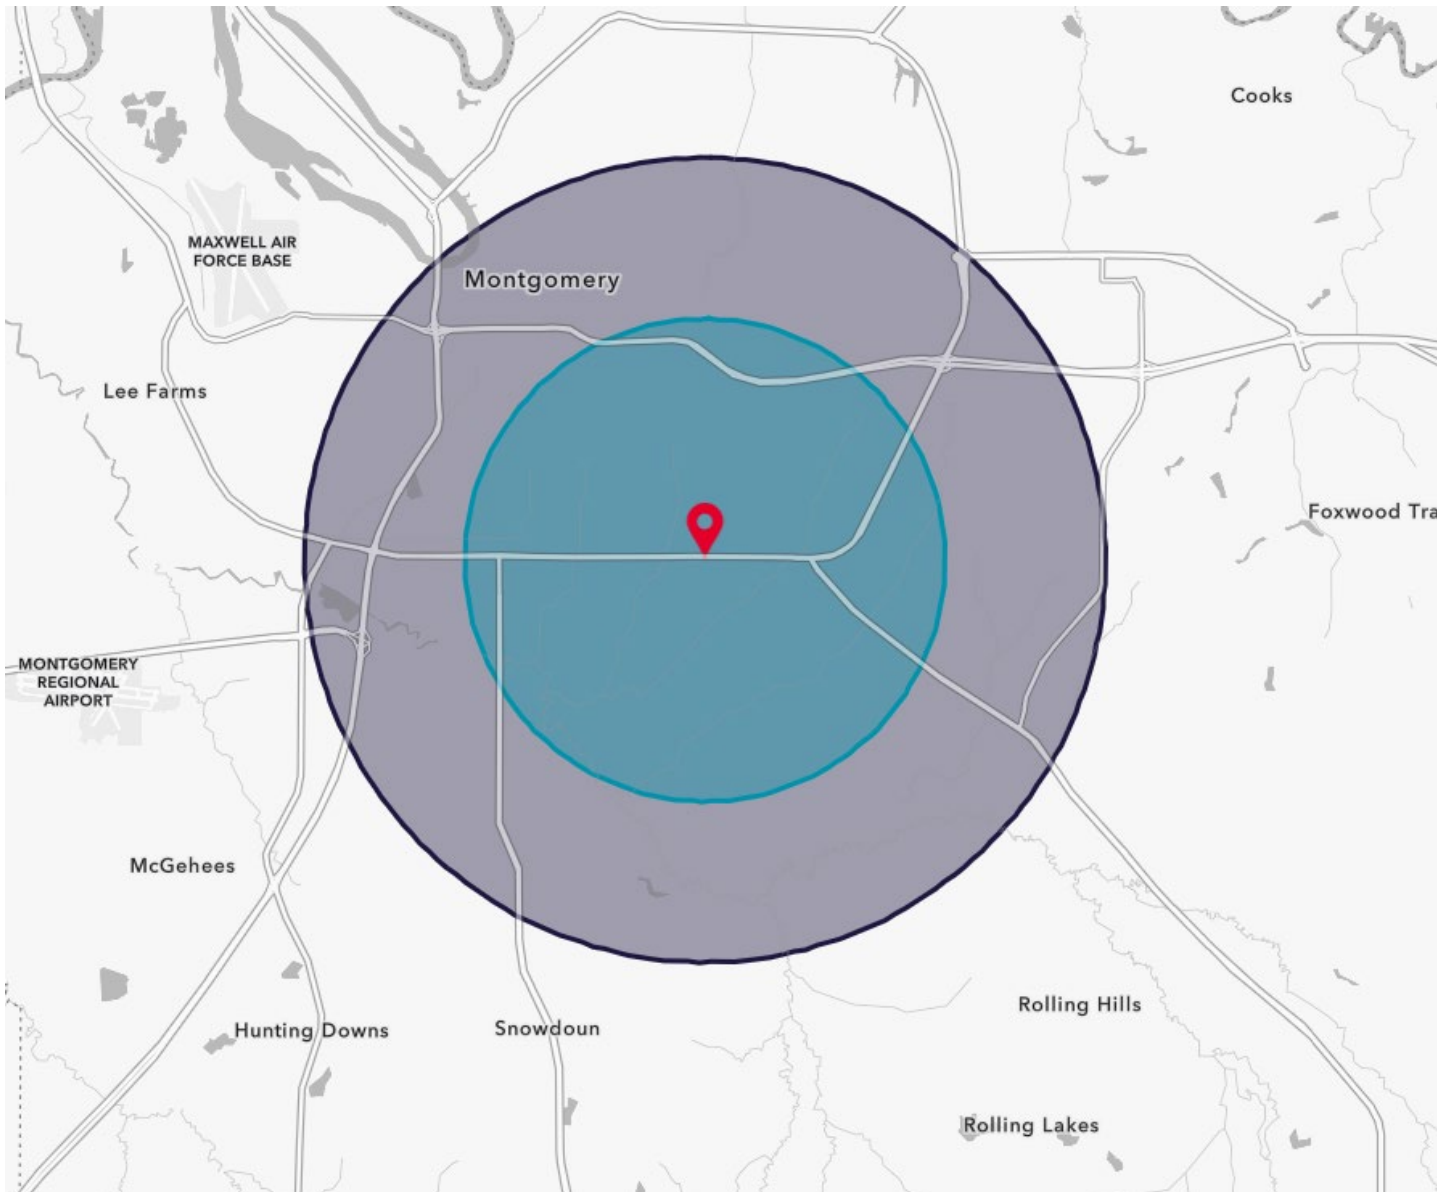 Cooks
MAXWELL AIR
FORCE BASE
Montgomery
Lee Farms
Foxwood Tra
MONTGOMERY
REGIONAL
AIRPORT
McGehees
Rolling Hills
Hunting Downs
Snowdoun
Rolling Lakes